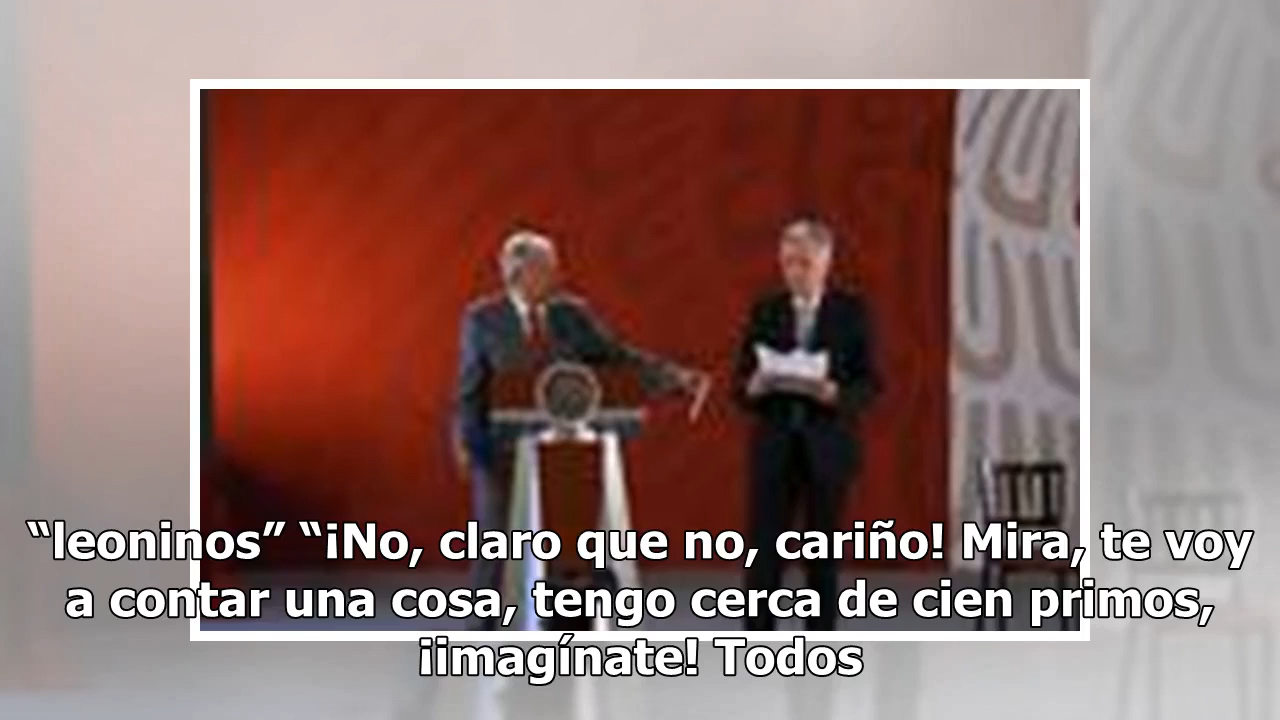 “leoninos” “¡No, claro que no, cariño! Mira, te voy
a contar una cosa, tengo cerca de cien primos,
¡imagínate! Todos